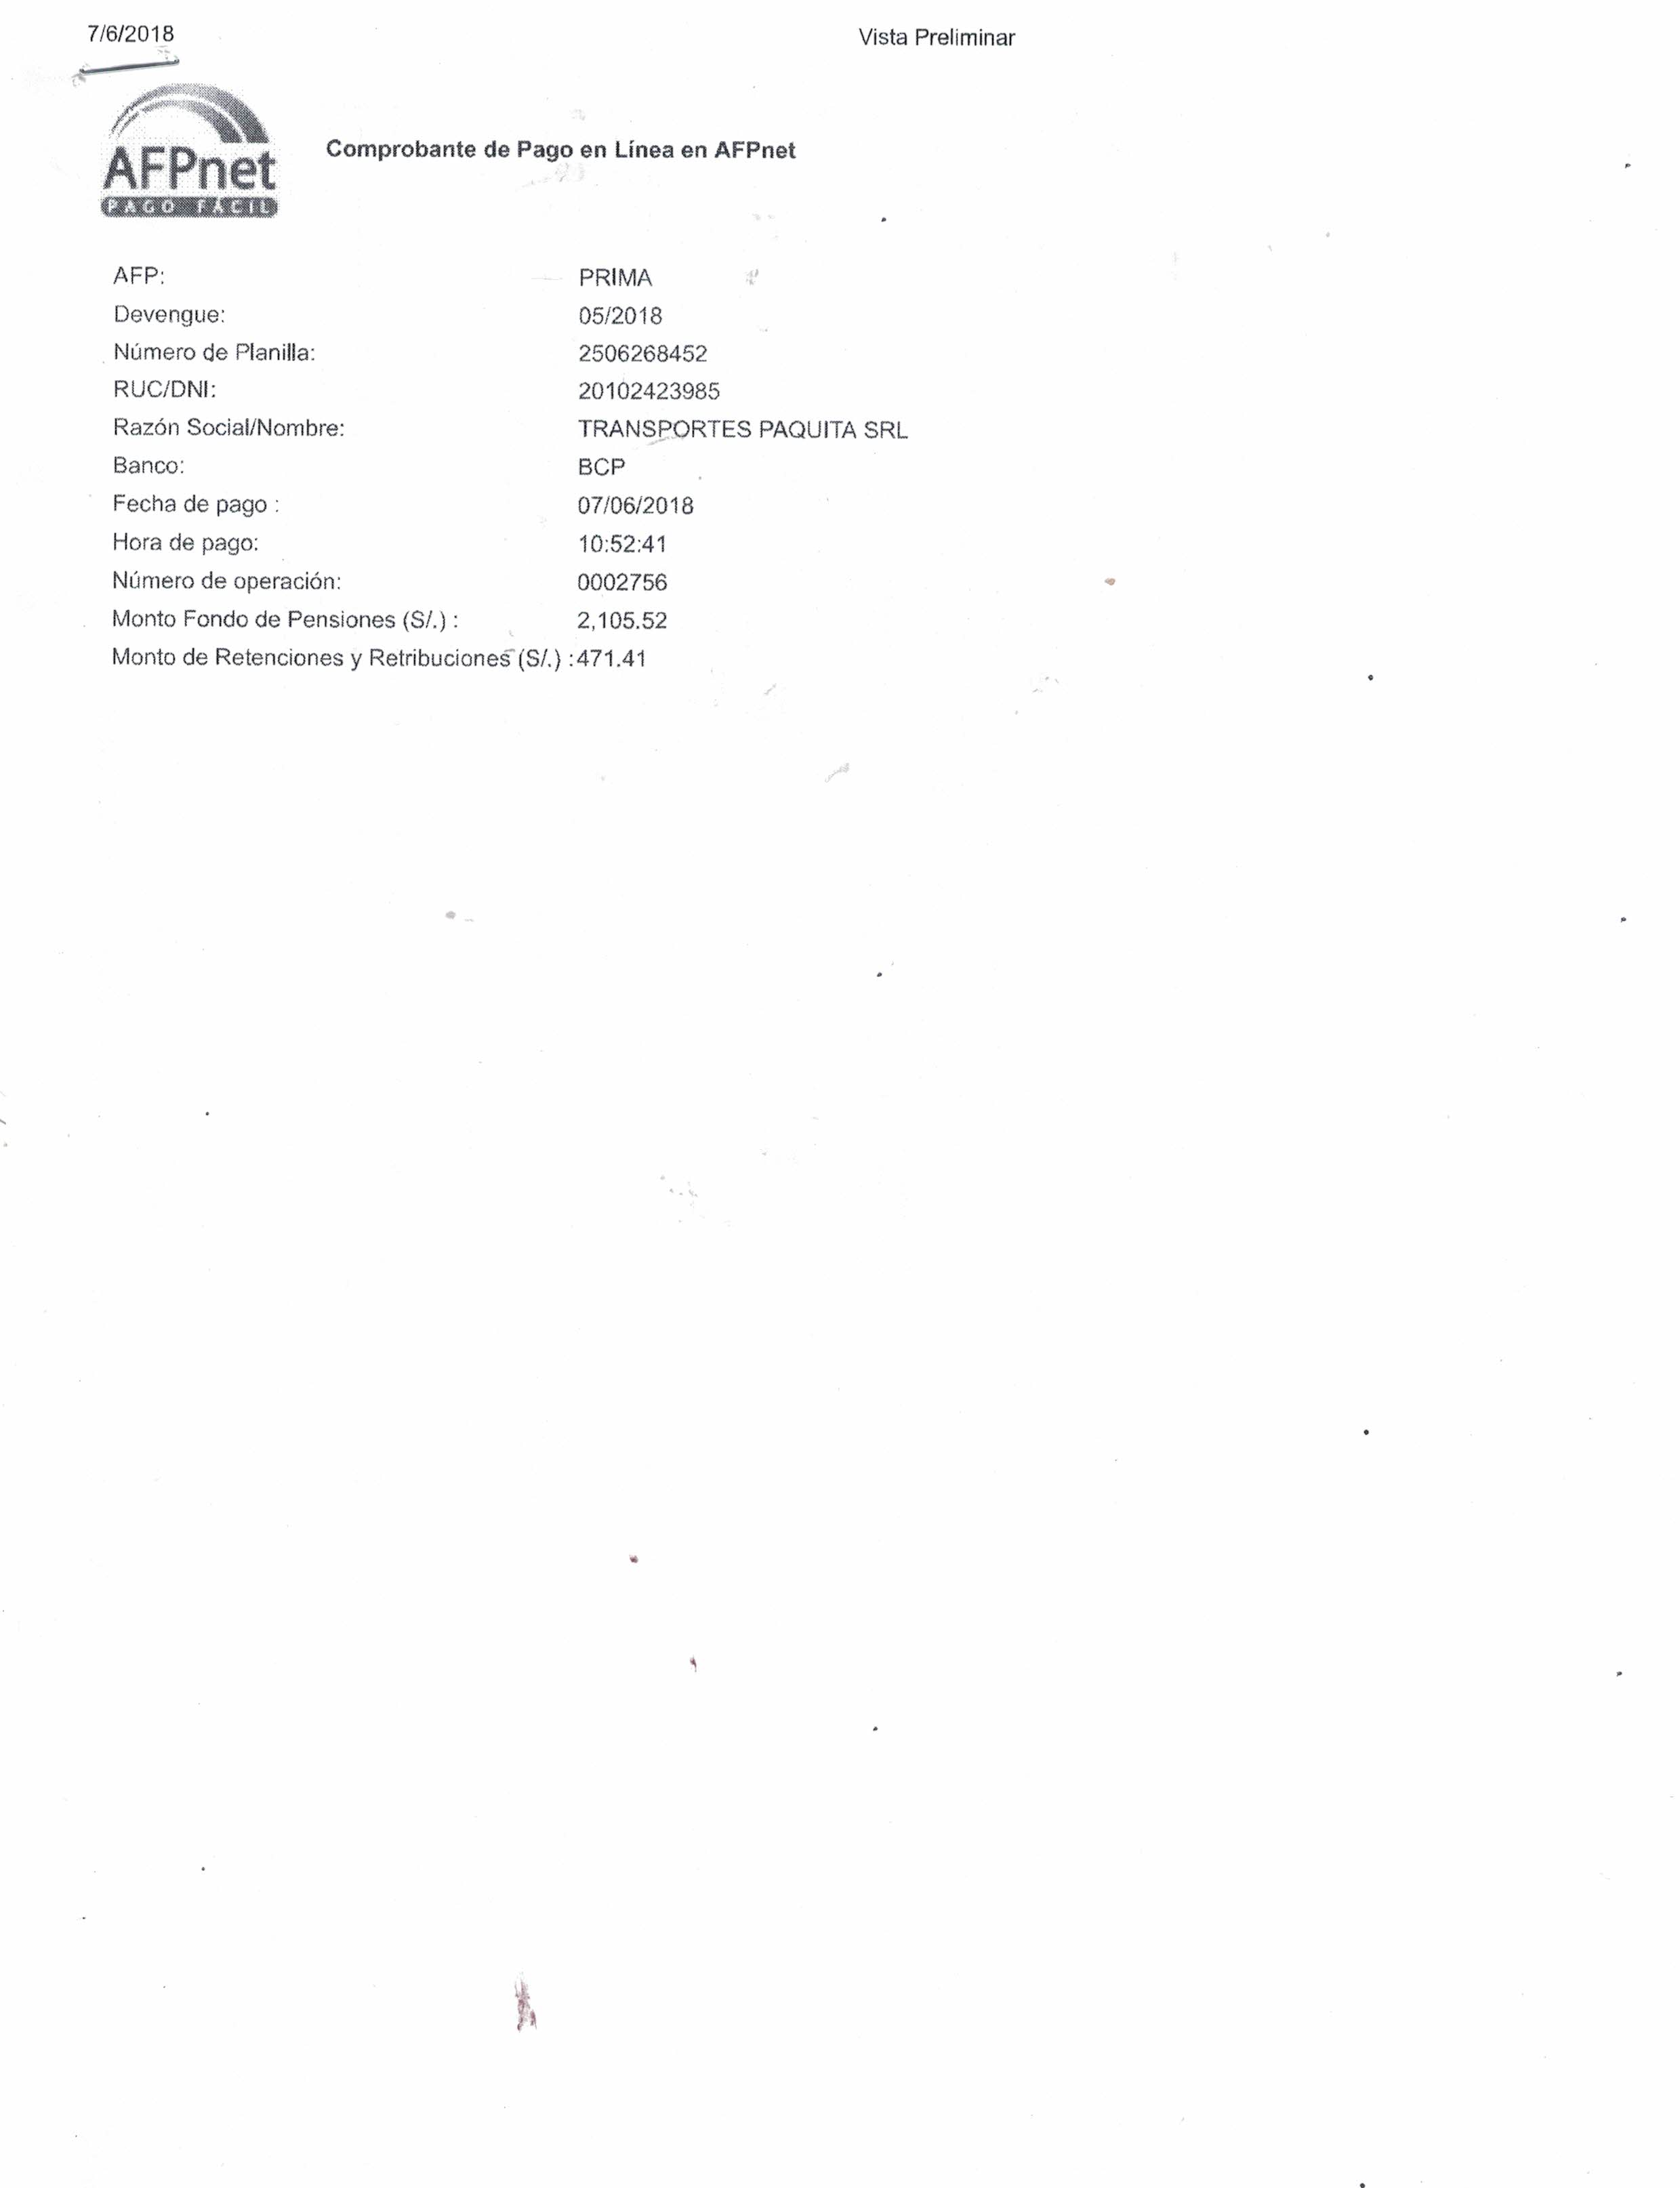 7/6/2018 Vista Preliminar
AFPnet
PAGO FÁCIL
Comprobante de Pago en Línea en AFPnet
AFP: PRIMA
Devengue: 05/2018
Número de Planilla: 2506268452
RUC/DNI: 20102423985
Razón Social/Nombre: TRANSPORTES PAQUITA SRL
Banco: BCP
Fecha de pago : 07/06/2018
Hora de pago: 10:52:41
Número de operación: 0002756
Monto Fondo de Pensiones (S/.) : 2,105.52
Monto de Retenciones y Retribuciones (S/.) :471.41